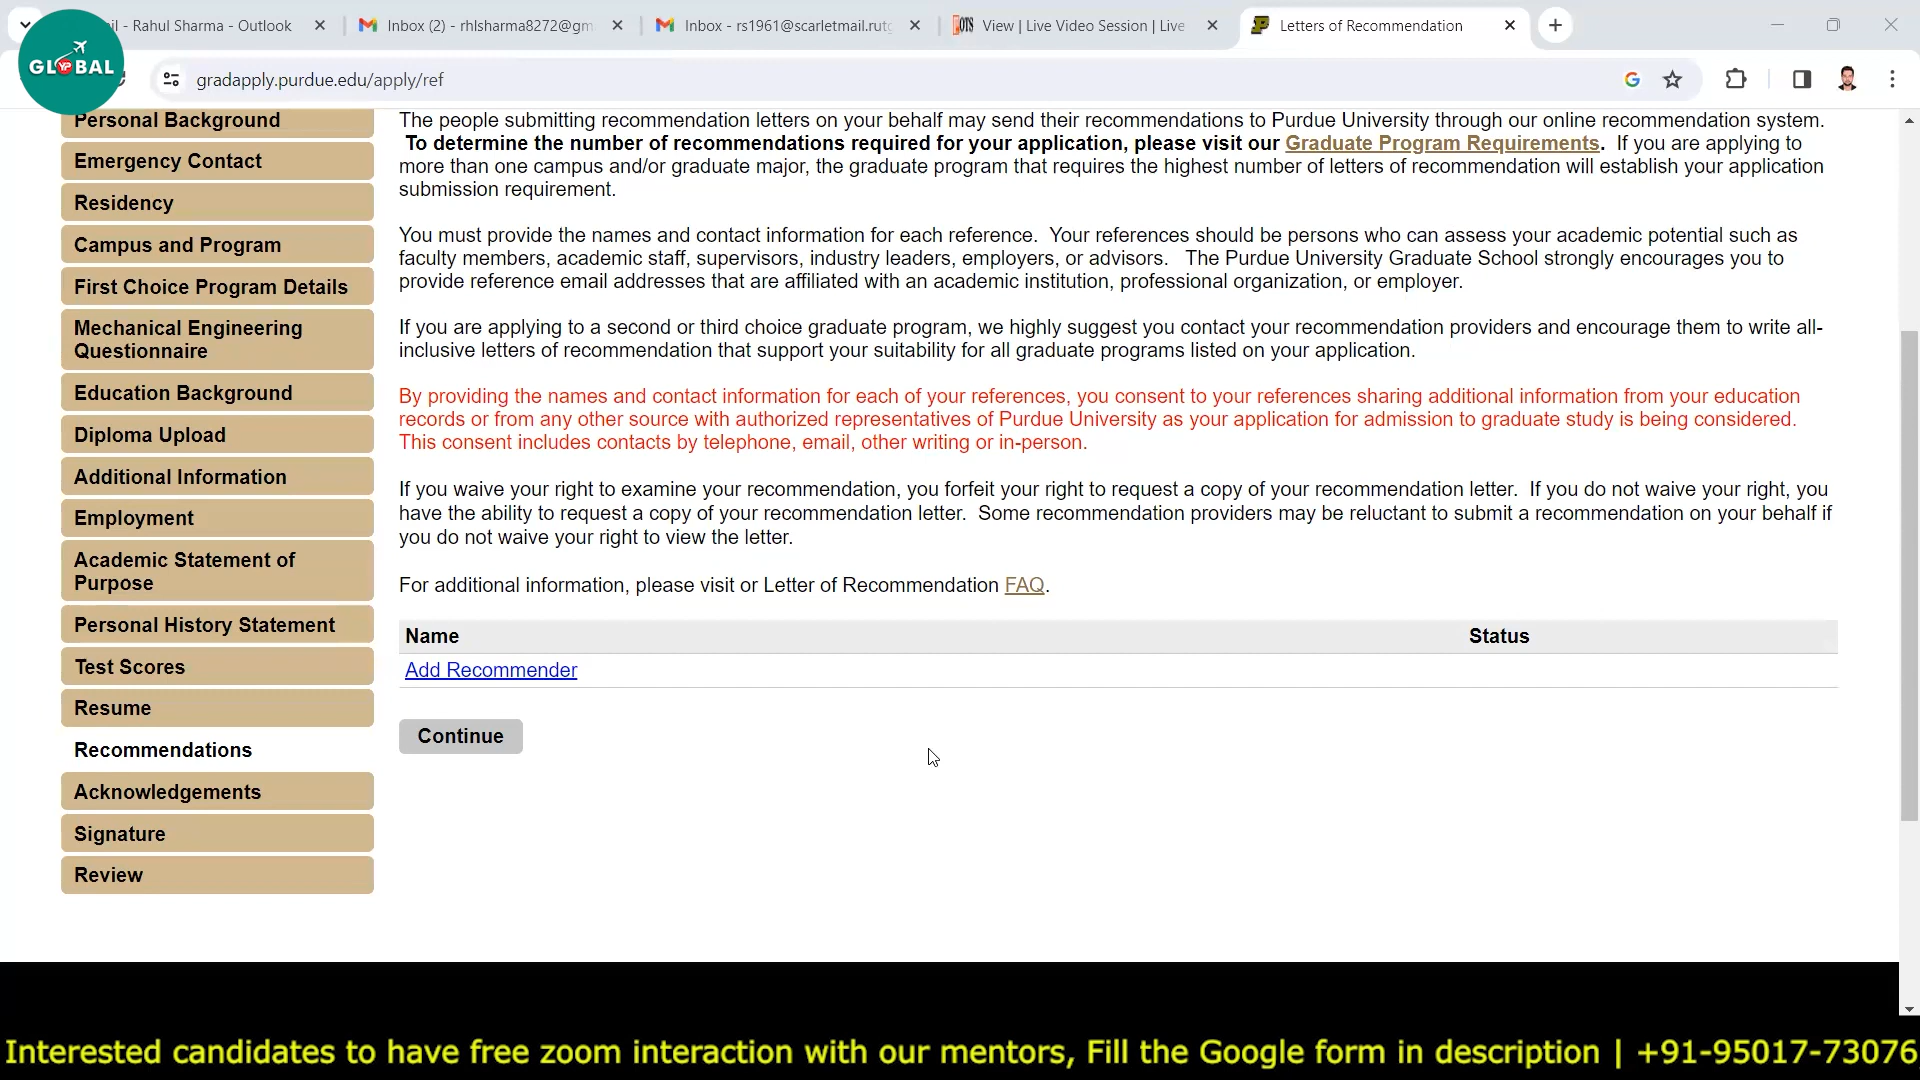 il - Rahul Sharma - Outlook
Inbox (2) - rhlsharma8272@gm
Inbox - rs1961@scarletmail.rutg
View | Live Video Session | Live
Letters of Recommendation
GLOBAL
YP
gradapply.purdue.edu/apply/ref
Personal Background
Emergency Contact
Residency
Campus and Program
First Choice Program Details
Mechanical Engineering
Questionnaire
Education Background
Diploma Upload
Additional Information
Employment
Academic Statement of
Purpose
Personal History Statement
Test Scores
Resume
Recommendations
Acknowledgements
Signature
Review
The people submitting recommendation letters on your behalf may send their recommendations to Purdue University through our online recommendation system.
To determine the number of recommendations required for your application, please visit our Graduate Program Requirements. If you are applying to
more than one campus and/or graduate major, the graduate program that requires the highest number of letters of recommendation will establish your application
submission requirement.
You must provide the names and contact information for each reference. Your references should be persons who can assess your academic potential such as
faculty members, academic staff, supervisors, industry leaders, employers, or advisors. The Purdue University Graduate School strongly encourages you to
provide reference email addresses that are affiliated with an academic institution, professional organization, or employer.
If you are applying to a second or third choice graduate program, we highly suggest you contact your recommendation providers and encourage them to write all-
inclusive letters of recommendation that support your suitability for all graduate programs listed on your application.
By providing the names and contact information for each of your references, you consent to your references sharing additional information from your education
records or from any other source with authorized representatives of Purdue University as your application for admission to graduate study is being considered.
This consent includes contacts by telephone, email, other writing or in-person.
If you waive your right to examine your recommendation, you forfeit your right to request a copy of your recommendation letter. If you do not waive your right, you
have the ability to request a copy of your recommendation letter. Some recommendation providers may be reluctant to submit a recommendation on your behalf if
you do not waive your right to view the letter.
For additional information, please visit or Letter of Recommendation FAQ.
Name Status
Add Recommender
Continue
Interested candidates to have free zoom interaction with our mentors, Fill the Google form in description | +91-95017-73076